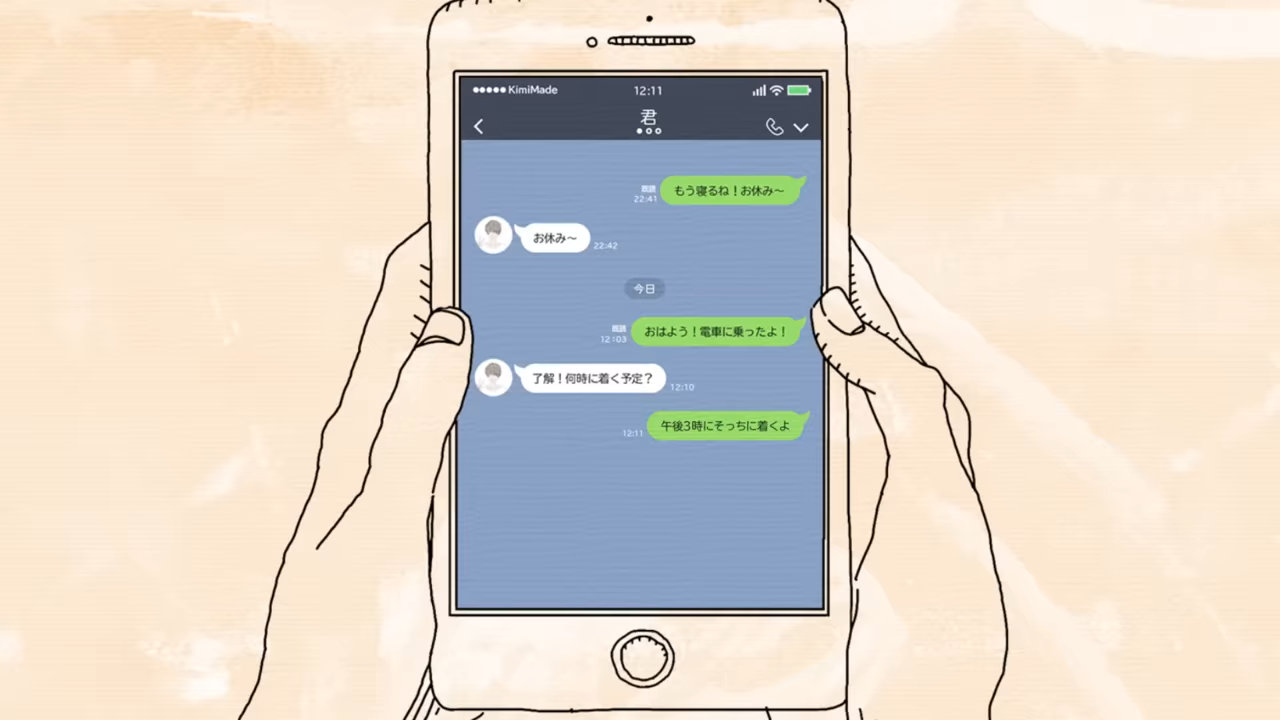 ●●●●●KimiMade
12:11
君
既読
22:41
もう寝るね！お休み～
お休み～
22:42
今日
既読
12:03
おはよう！電車に乗ったよ！
了解！何時に着く予定？
12:10
12:11
午後3時にそっちに着くよ